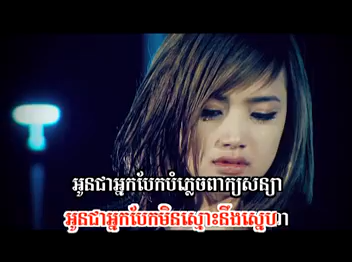 អូនជាអ្នកបែកបំភ្លេចពាក្យសន្យា
អូនជាអ្នកបែកមិនស្មោះនឹងស្នេហា